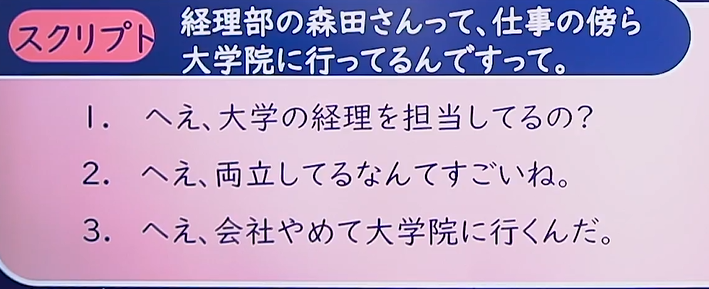 スクリプト
経理部の森田さんって、仕事の傍ら
大学院に行ってるんですって。
1. へえ、大学の経理を担当してるの?
2. へえ、両立してるなんてすごいね。
3. へえ、会社やめて大学院に行くんだ。